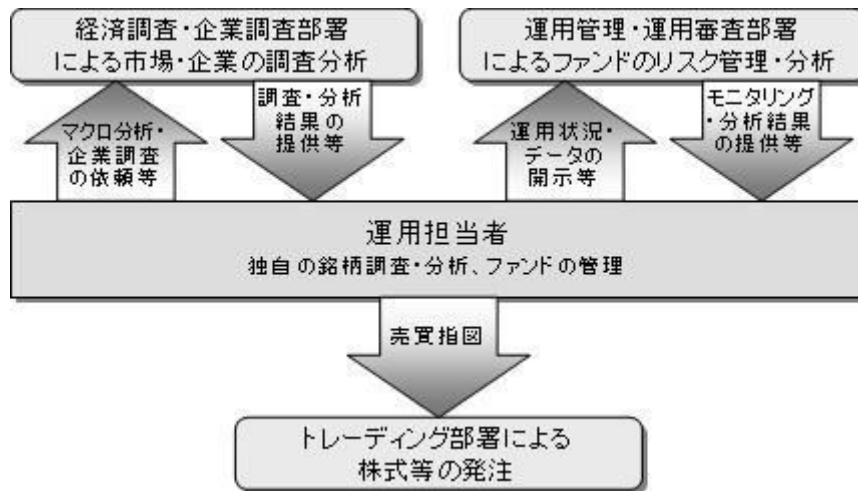 経済調査・企業調査部署
による市場・企業の調査分析
運用管理・運用審査部署
によるファンドのリスク管理・分析
マクロ分析・
企業調査
の依頼等
調査・分析
結果の
提供等
運用状況・
データの
開示等
モニタリング
・分析結果
の提供等
運用担当者
独自の銘柄調査・分析、ファンドの管理
売買指図
トレーディング部署による
株式等の発注